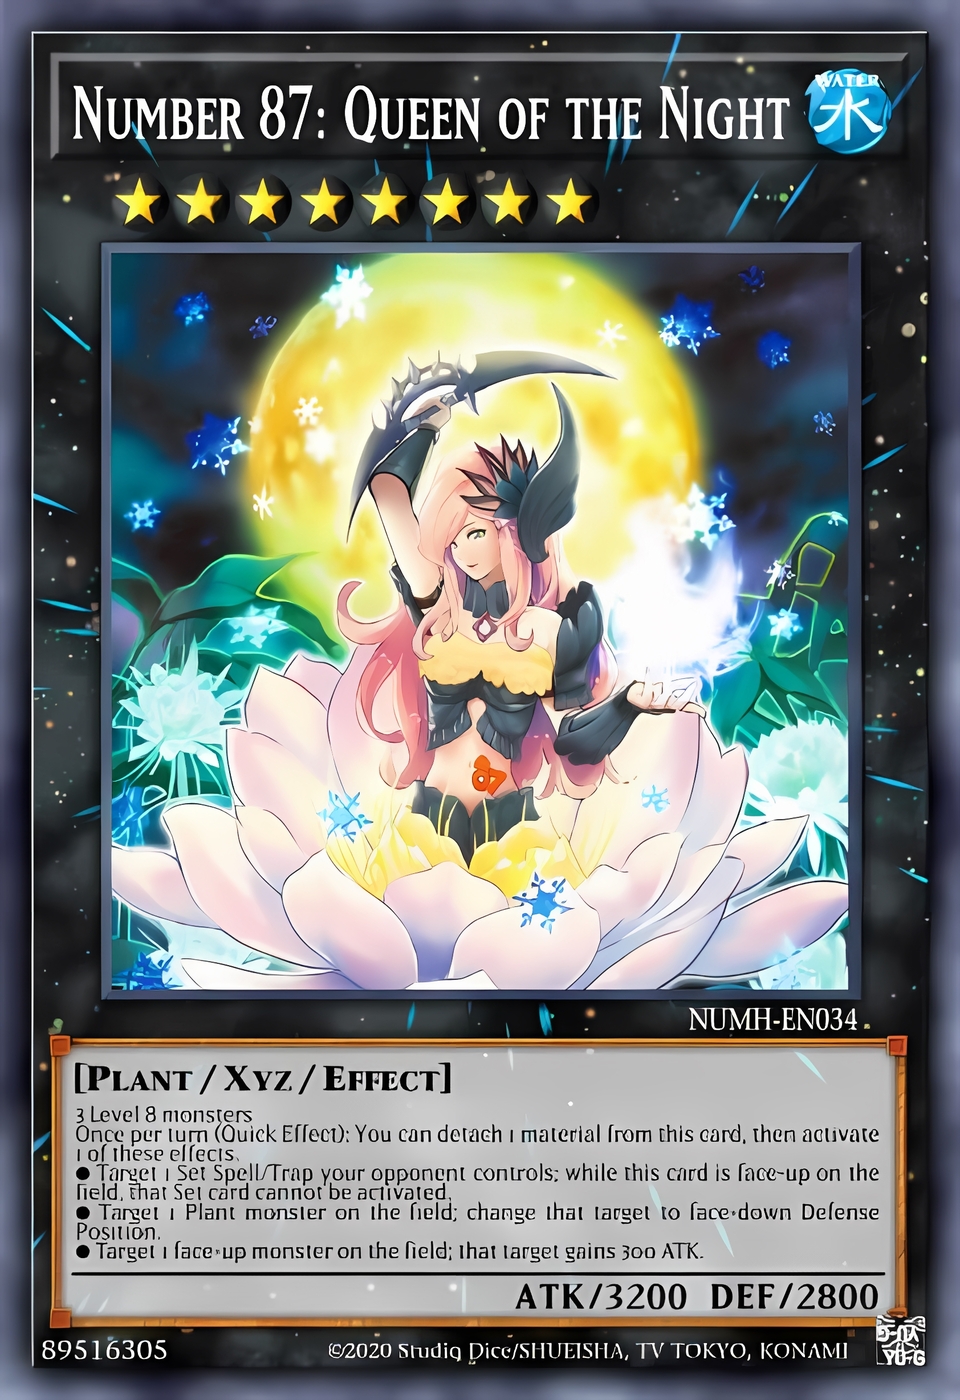 Number 87: Queen of the Night
WATER
水
87
NUMH-EN034
[Plant / Xyz / Effect]
3 Level 8 monsters
Once per turn (Quick Effect): You can detach 1 material from this card, then activate
1 of these effects.
● Target 1 Set Spell/Trap your opponent controls; while this card is face-up on the
field, that Set card cannot be activated.
● Target 1 Plant monster on the field; change that target to face-down Defense
Position.
● Target 1 face-up monster on the field; that target gains 300 ATK.
ATK/3200 DEF/2800
89516305
©2020 Studio Dice/SHUEISHA, TV TOKYO, KONAMI